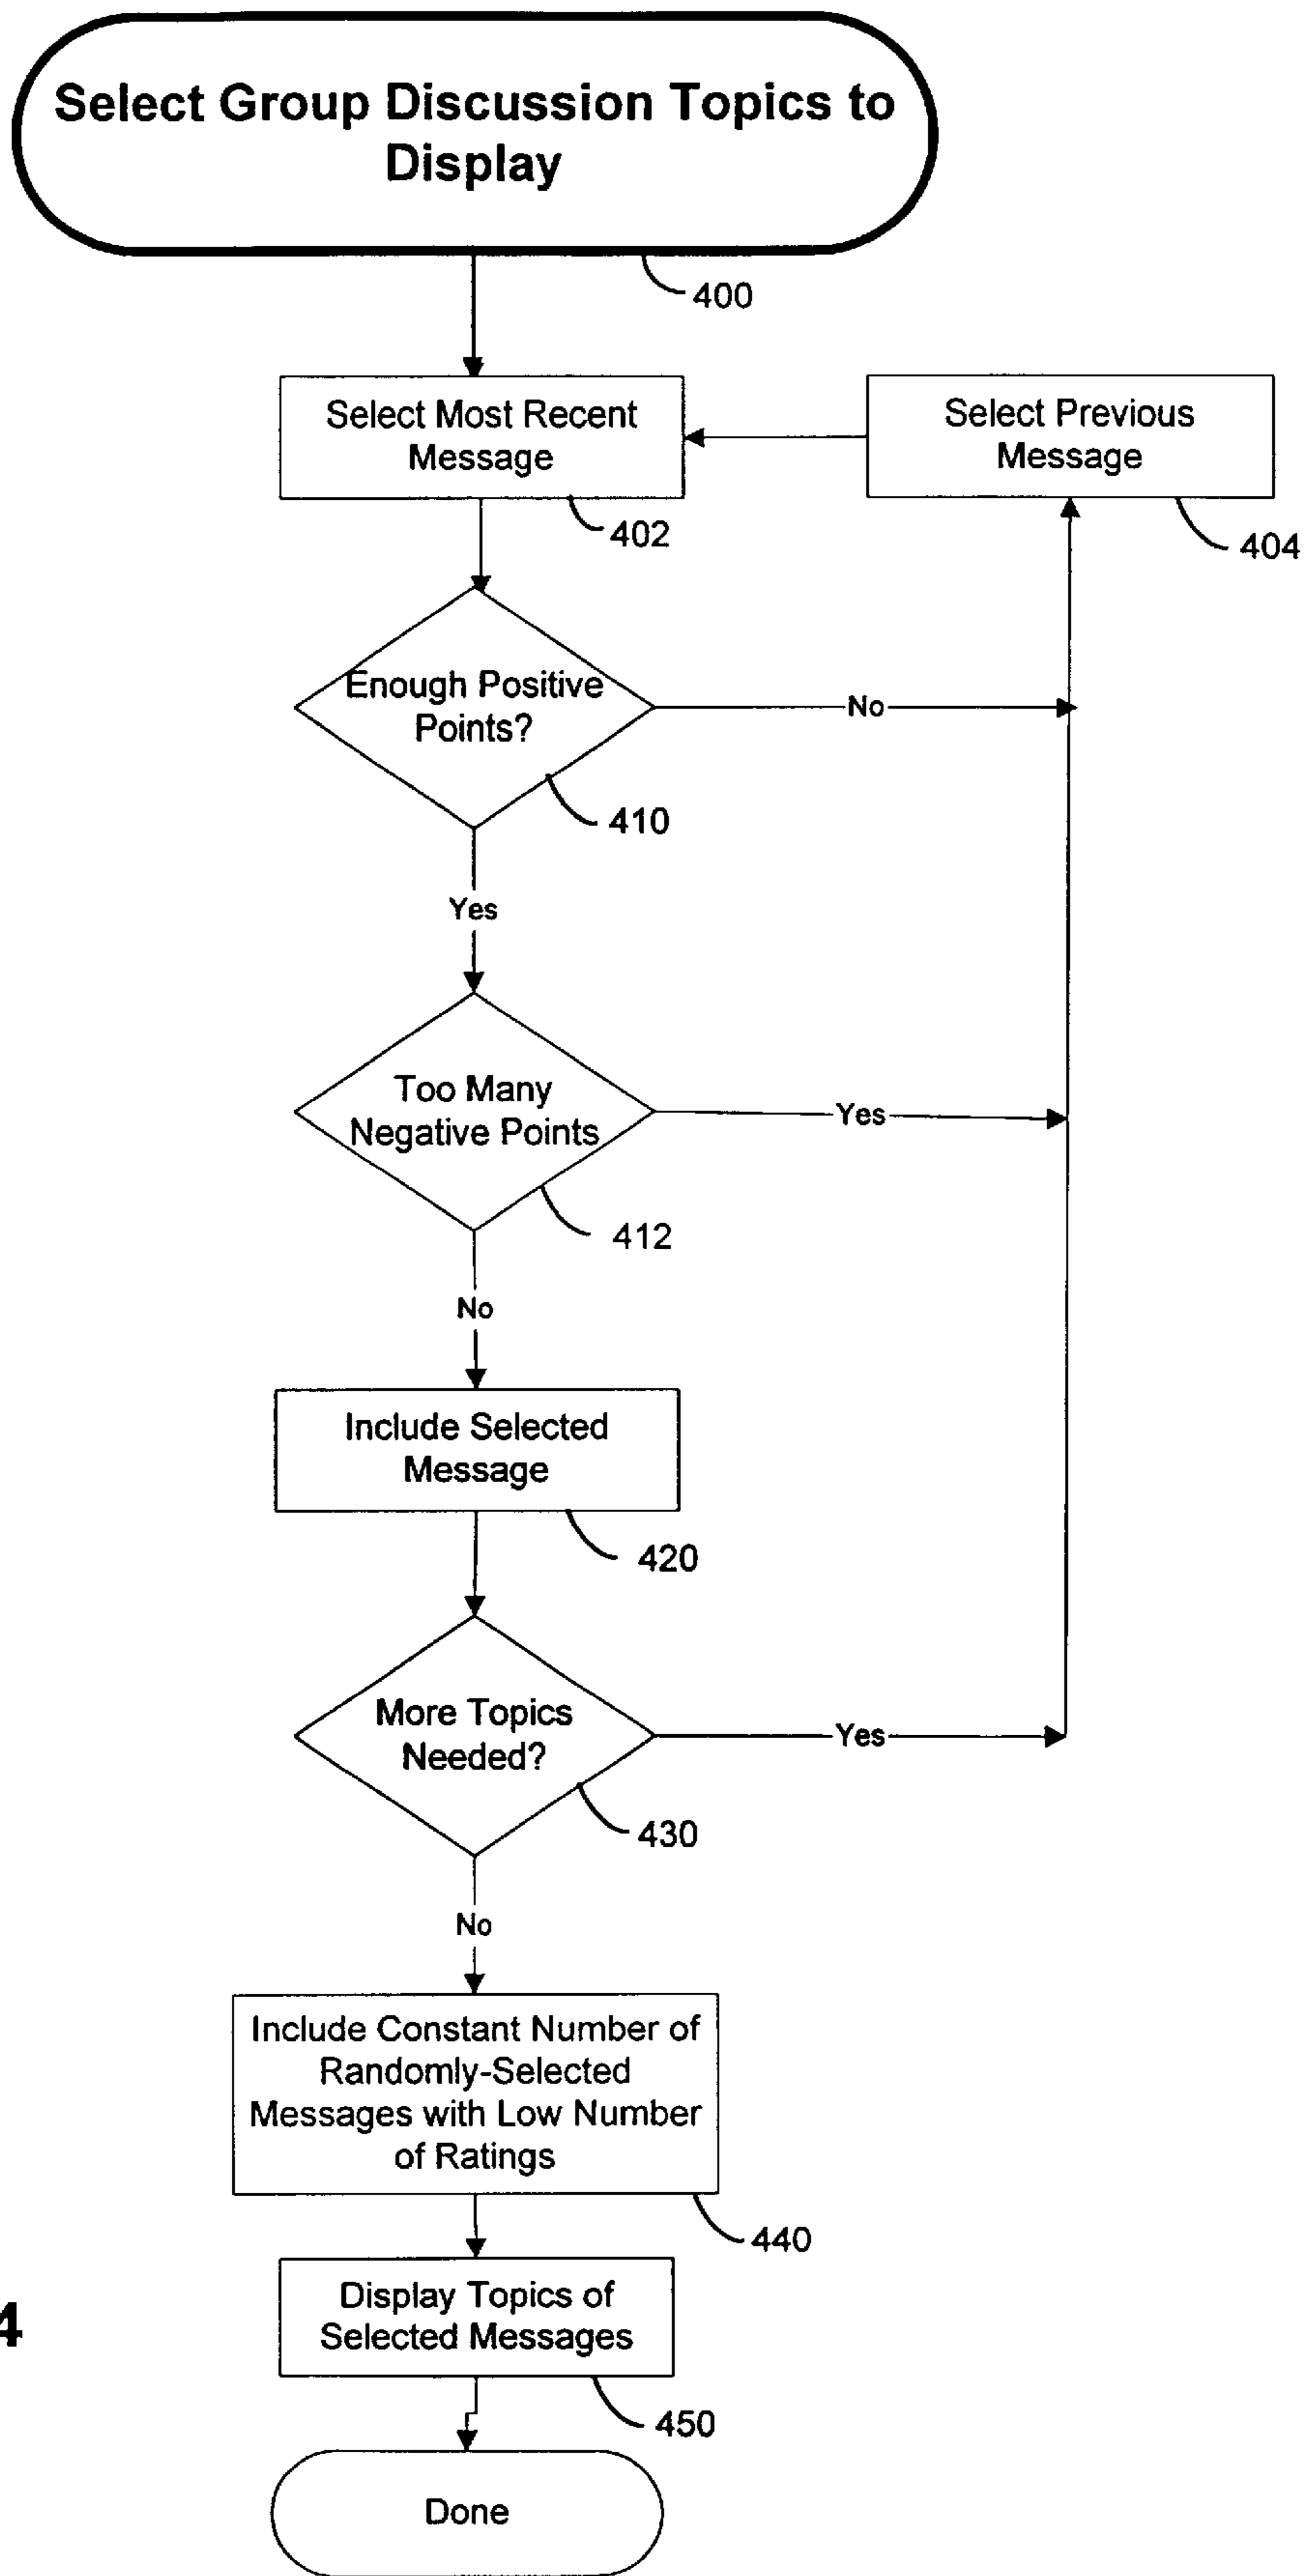 Select Group Discussion Topics to
Display
400
Select Most Recent
Message
402
Select Previous
Message
404
Enough Positive
Points?
No
410
Yes
Too Many
Negative Points
Yes
412
No
Include Selected
Message
420
More Topics
Needed?
Yes
430
No
Include Constant Number of
Randomly-Selected
Messages with Low Number
of Ratings
440
4
Display Topics of
Selected Messages
450
Done